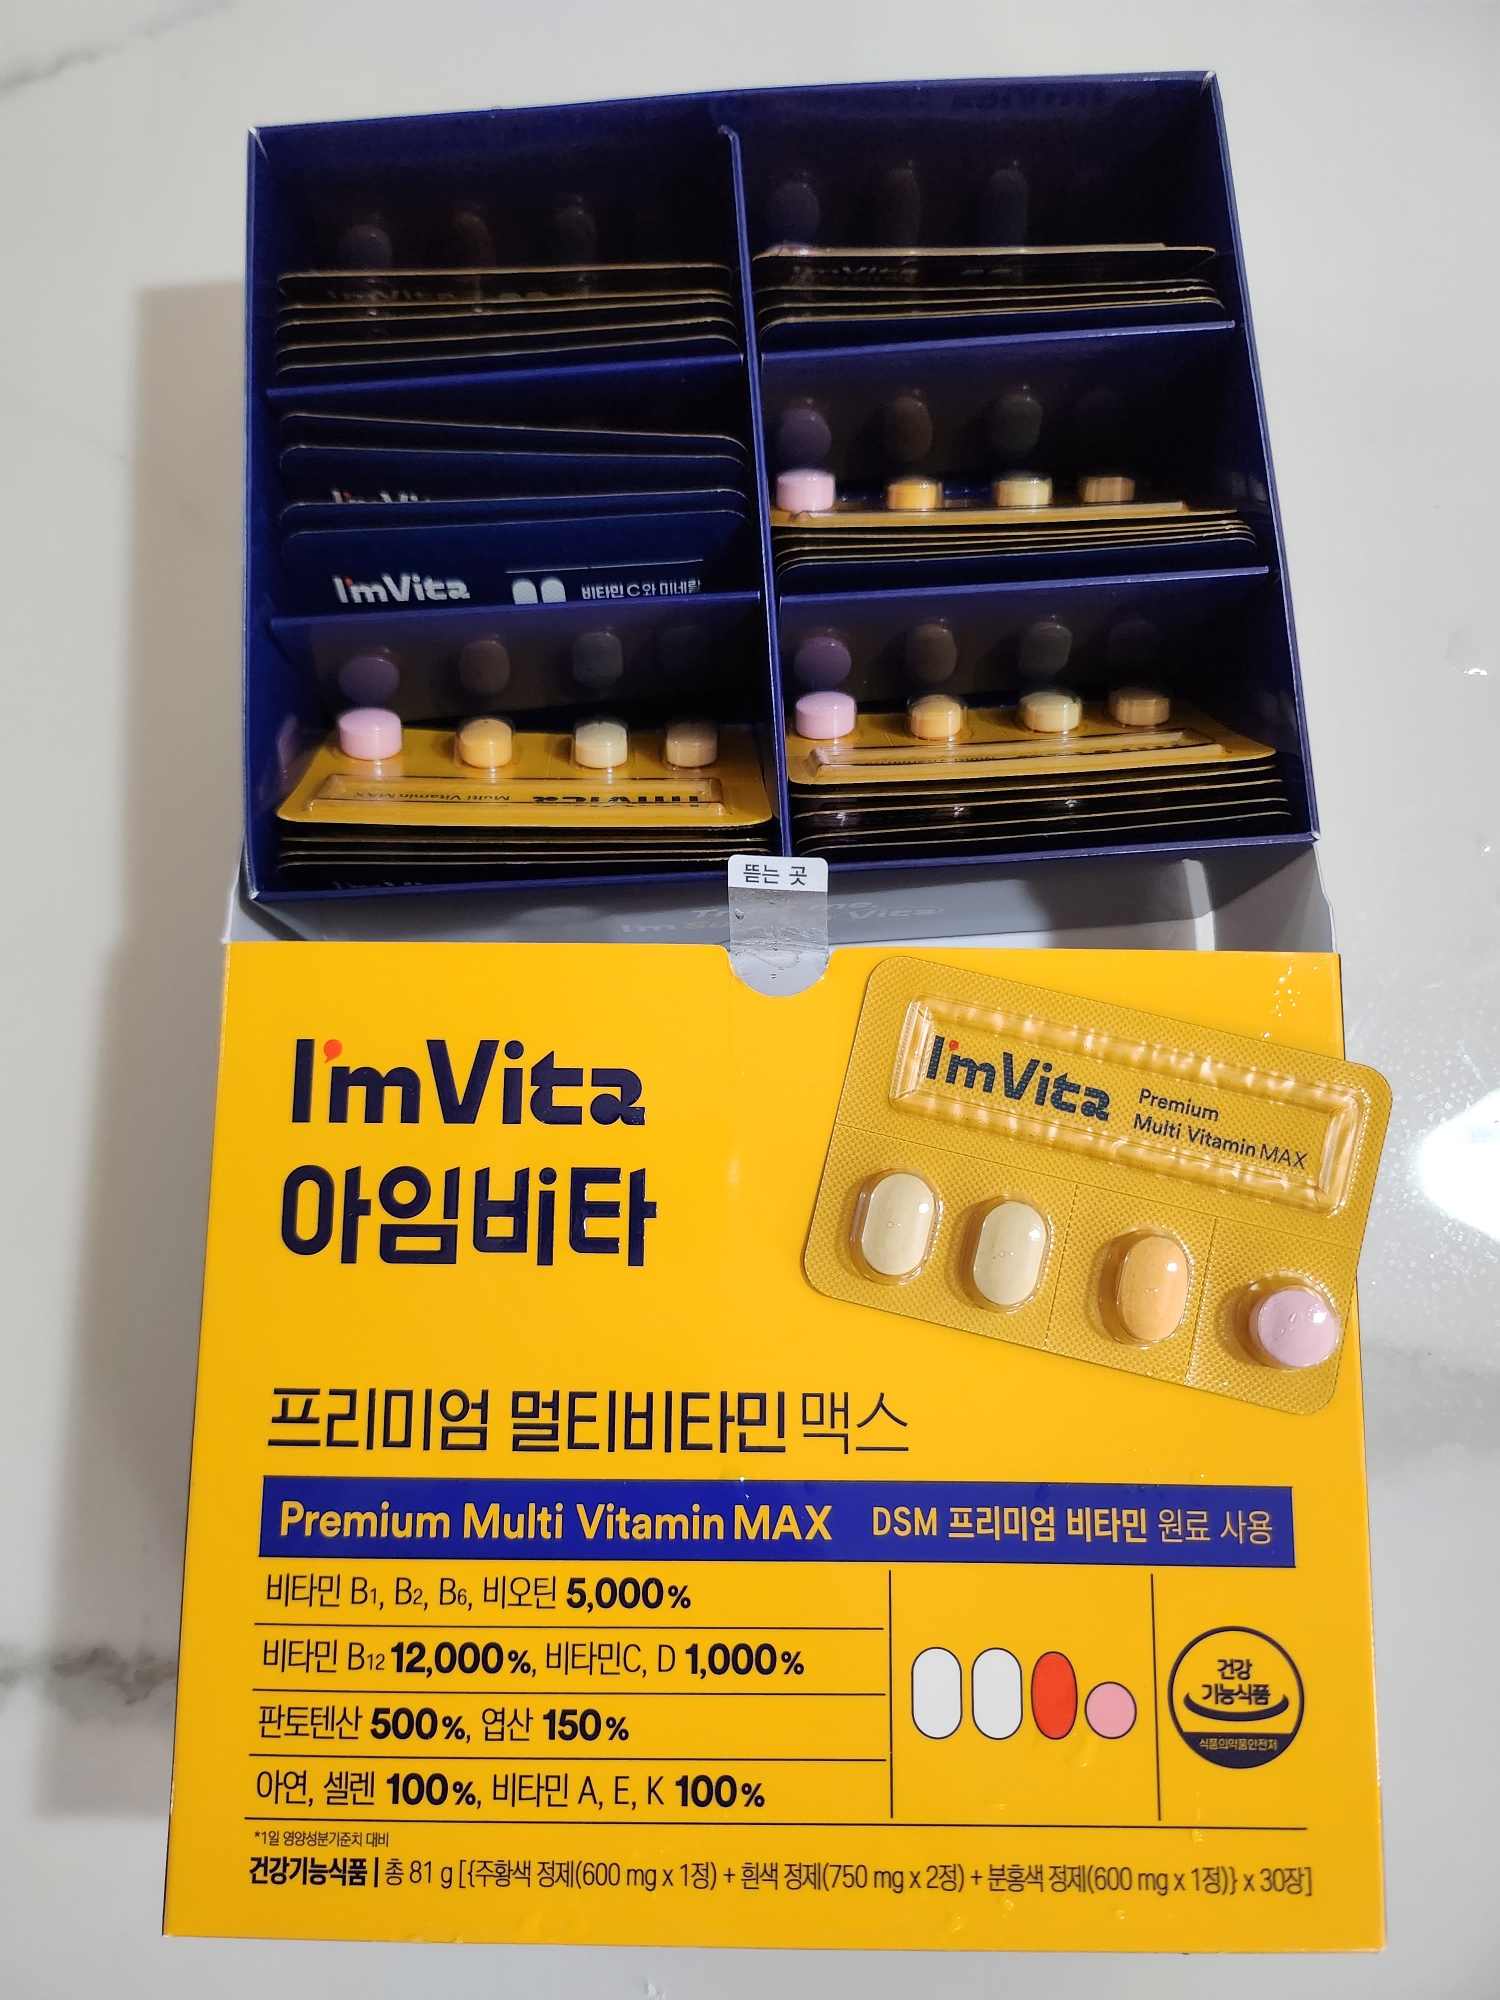 I'mVita
비타민 C와 미네랄
I'mVita
Multi Vitamin MAX
뜯는 곳
I'mVita
Premium
Multi Vitamin MAX
I'mVita
아임비타
프리미엄 멀티비타민 맥스
Premium Multi Vitamin MAX DSM 프리미엄 비타민 원료 사용
비타민 B1, B2, B6, 비오틴 5,000%
비타민 B12 12,000%, 비타민C, D 1,000%
판토텐산 500%, 엽산 150%
아연, 셀렌 100%, 비타민 A, E, K 100%
건강
기능식품
식품의약품안전처
*1일 영양성분기준치 대비
건강기능식품 | 총 81 g [{주황색 정제(600 mg x 1정) + 흰색 정제(750 mg x 2정) + 분홍색 정제(600 mg x 1정)} x 30장]